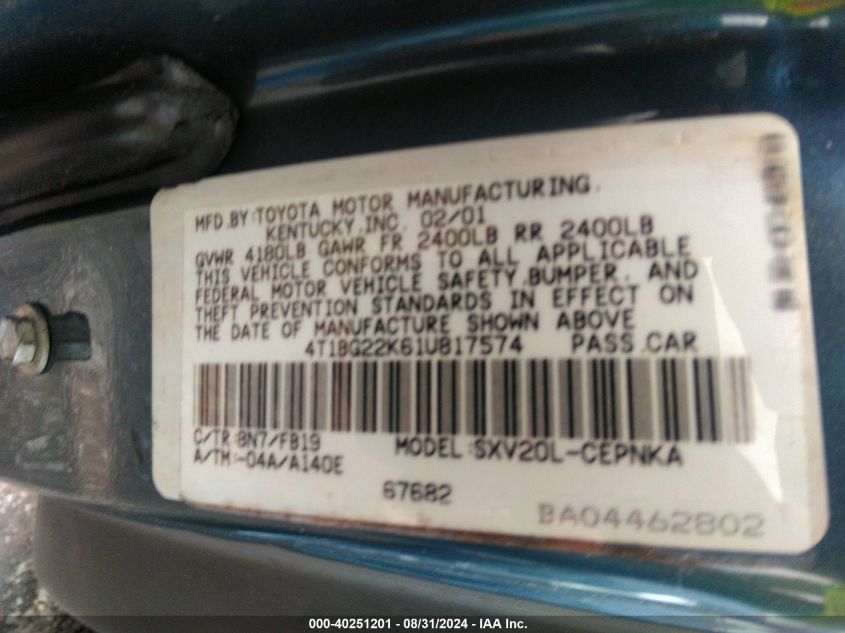 MFD.BY:TOYOTA MOTOR MANUFACTURING,
KENTUCKY,INC. 02/01
GVWR 4180LB GAWR FR 2400LB RR 2400LB
THIS VEHICLE CONFORMS TO ALL APPLICABLE
FEDERAL MOTOR VEHICLE SAFETY,BUMPER, AND
THEFT PREVENTION STANDARDS IN EFFECT ON
THE DATE OF MANUFACTURE SHOWN ABOVE
4T1BG22K61U817574 PASS.CAR
C/TR:8N7/FB19 MODEL:SXV20L-CEPNKA
A/TM:-04A/A140E
67682
BA04462802
000-40251201 - 08/31/2024 - IAA Inc.